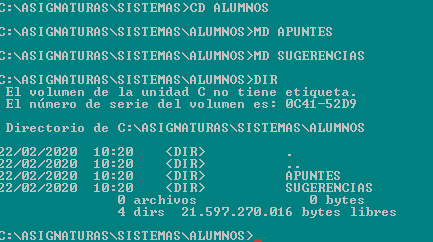 C:\ASIGNATURAS\SISTEMAS>CD ALUMNOS
C:\ASIGNATURAS\SISTEMAS\ALUMNOS>MD APUNTES
C:\ASIGNATURAS\SISTEMAS\ALUMNOS>MD SUGERENCIAS
C:\ASIGNATURAS\SISTEMAS\ALUMNOS>DIR
El volumen de la unidad C no tiene etiqueta.
El número de serie del volumen es: 0C41-52D9
Directorio de C:\ASIGNATURAS\SISTEMAS\ALUMNOS
22/02/2020 10:20 <DIR> .
22/02/2020 10:20 <DIR> ..
22/02/2020 10:20 <DIR> APUNTES
22/02/2020 10:20 <DIR> SUGERENCIAS
0 archivos 0 bytes
4 dirs 21.597.270.016 bytes libres
C:\ASIGNATURAS\SISTEMAS\ALUMNOS>